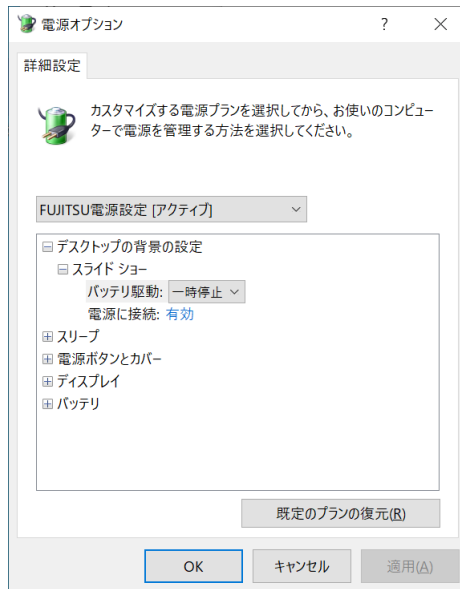 電源オプション
?
詳細設定
カスタマイズする電源プランを選択してから、お使いのコンピュー
ターで電源を管理する方法を選択してください。
FUJITSU電源設定 [アクティブ]
デスクトップの背景の設定
スライド ショー
バッテリ駆動: 一時停止
電源に接続: 有効
スリープ
電源ボタンとカバー
ディスプレイ
バッテリ
既定のプランの復元(R)
OK キャンセル 適用(A)